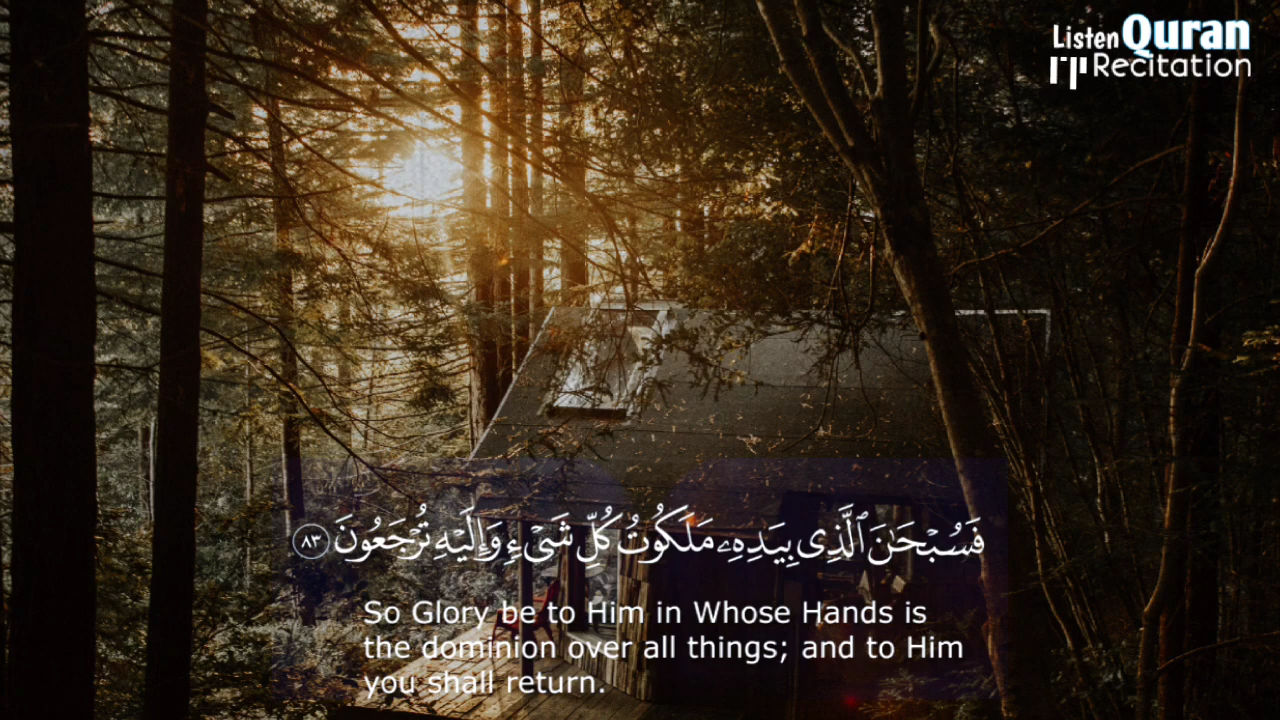 Listen Quran
Recitation
فَسُبْحَٰنَ ٱلَّذِى بِيَدِهِۦ مَلَكُوتُ كُلِّ شَىْءٍ وَإِلَيْهِ تُرْجَعُونَ ٨٣
So Glory be to Him in Whose Hands is
the dominion over all things; and to Him
you shall return.